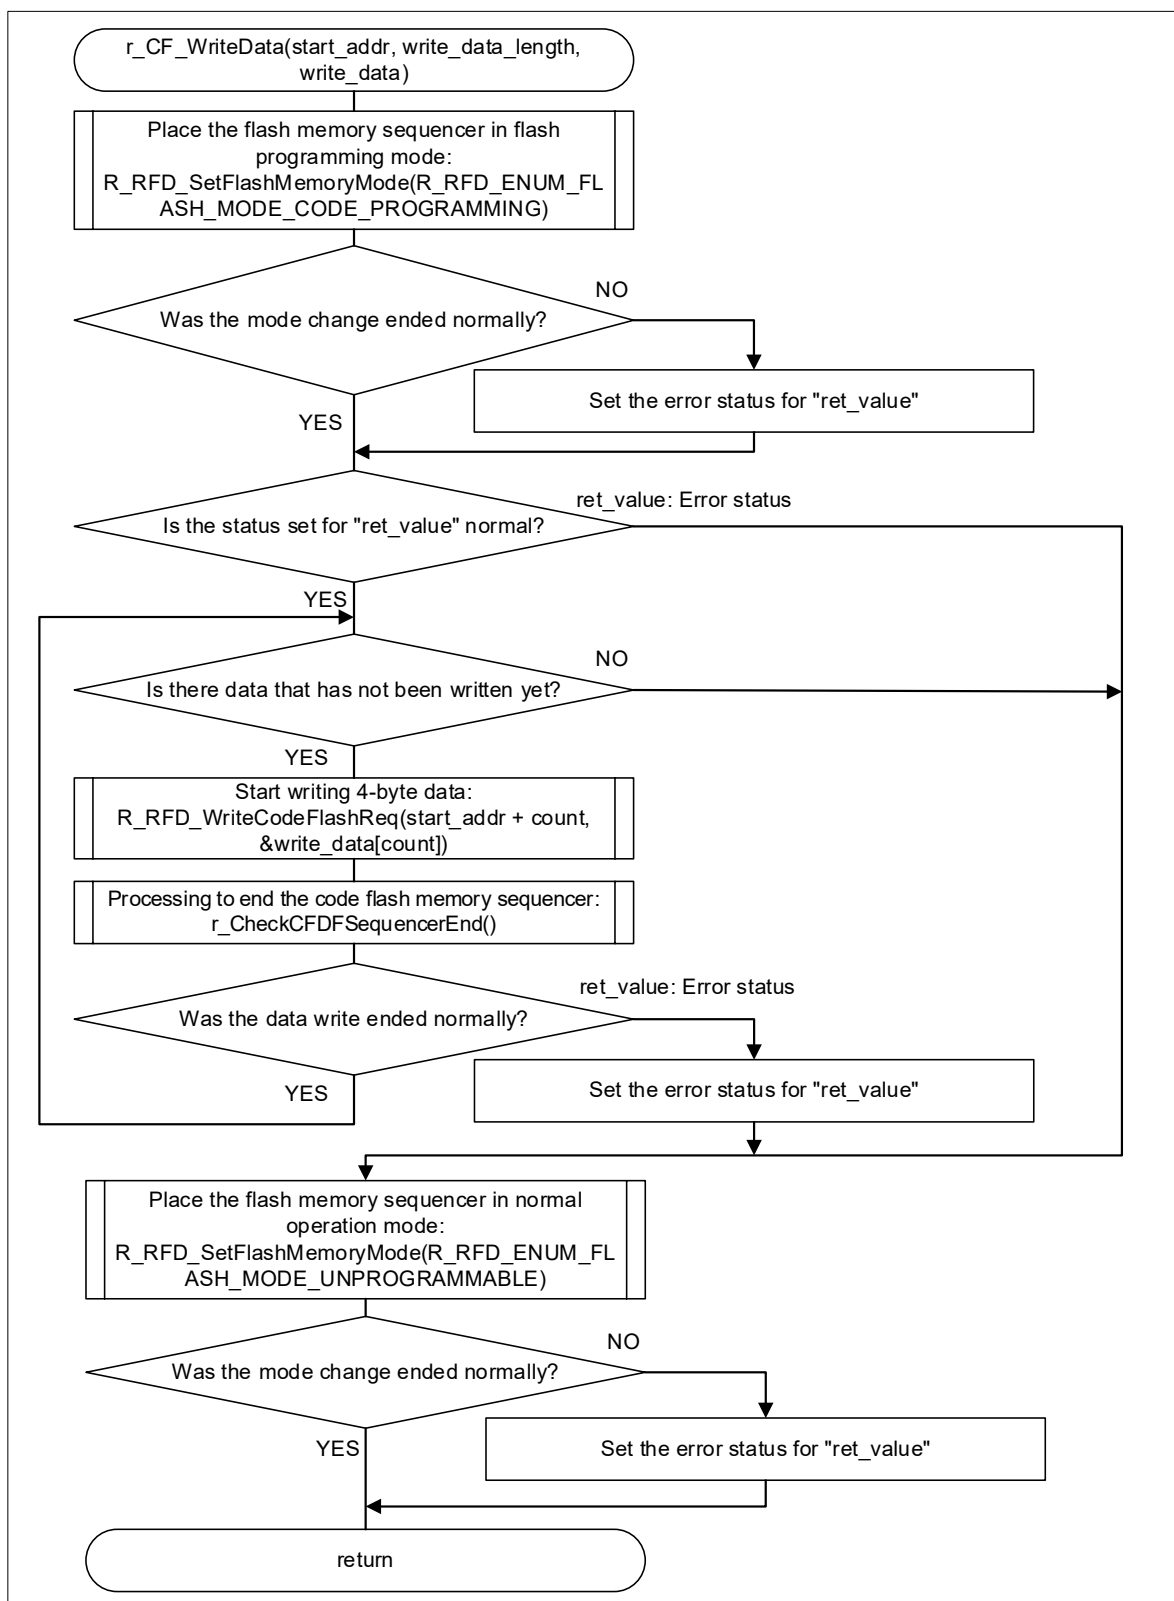 r_CF_WriteData(start_addr, write_data_length,
write_data)
Place the flash memory sequencer in flash
programming mode:
R_RFD_SetFlashMemoryMode(R_RFD_ENUM_FL
ASH_MODE_CODE_PROGRAMMING)
NO
Was the mode change ended normally?
Set the error status for "ret_value"
YES
ret_value: Error status
Is the status set for "ret_value" normal?
YES
NO
Is there data that has not been written yet?
YES
Start writing 4-byte data:
R_RFD_WriteCodeFlashReq(start_addr + count,
&write_data[count])
Processing to end the code flash memory sequencer:
r_CheckCFDFSequencerEnd()
ret_value: Error status
Was the data write ended normally?
YES
Set the error status for "ret_value"
Place the flash memory sequencer in normal
operation mode:
R_RFD_SetFlashMemoryMode(R_RFD_ENUM_FL
ASH_MODE_UNPROGRAMMABLE)
NO
Was the mode change ended normally?
YES
Set the error status for "ret_value"
return